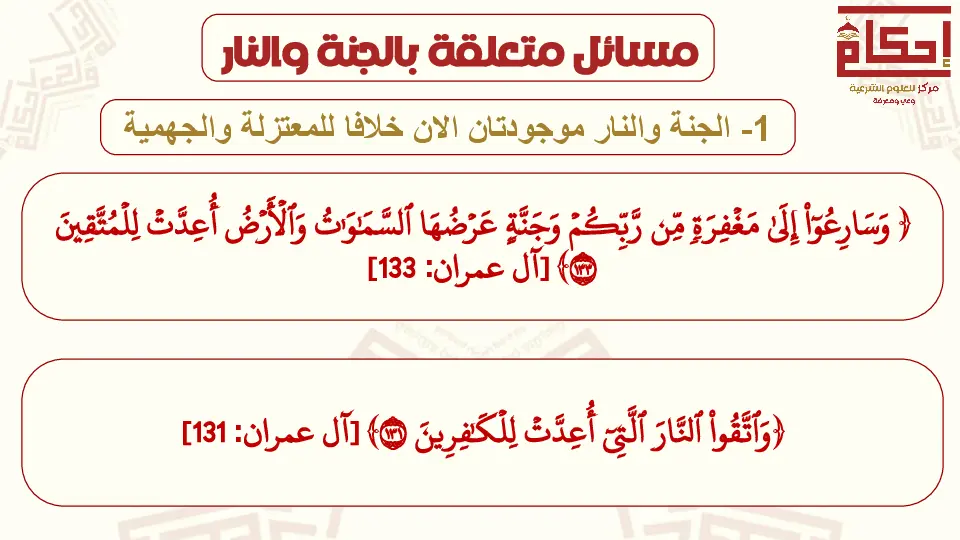 إحكام
مركز للعلوم الشرعية
وعي ومعرفة
مسائل متعلقة بالجنة والنار
1- الجنة والنار موجودتان الان خلافا للمعتزلة والجهمية
﴿ وَسَارِعُوٓاْ إِلَىٰ مَغْفِرَةٖ مِّن رَّبِّكُمْ وَجَنَّةٍ عَرْضُهَا ٱلسَّمَٰوَٰتُ وَٱلْأَرْضُ أُعِدَّتْ لِلْمُتَّقِينَ
١٣٣﴾ [آل عمران: 133]
﴿وَٱتَّقُواْ ٱلنَّارَ ٱلَّتِيٓ أُعِدَّتْ لِلْكَٰفِرِينَ ١٣١﴾ [آل عمران: 131]